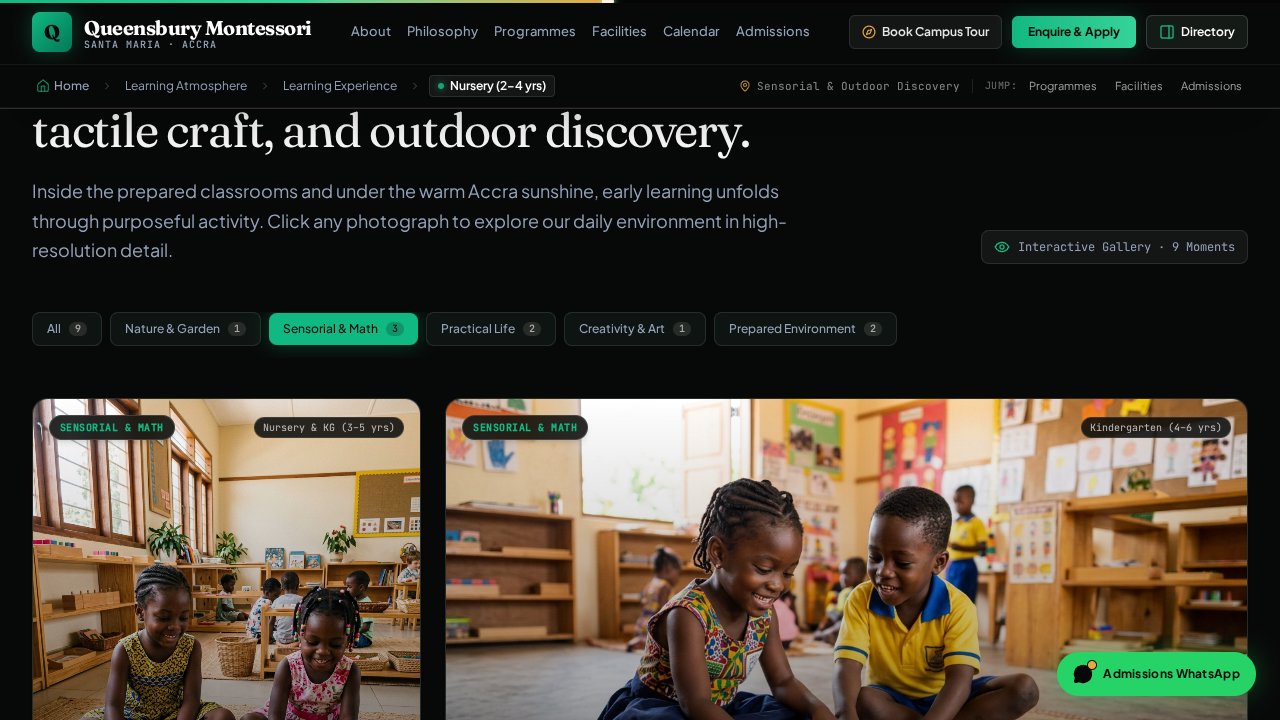 Q
Queensbury Montessori
SANTA MARIA · ACCRA
About
Philosophy
Programmes
Facilities
Calendar
Admissions
Book Campus Tour
Enquire & Apply
Directory
Home
Learning Atmosphere
Learning Experience
Nursery (2–4 yrs)
Sensorial & Outdoor Discovery
JUMP:
Programmes
Facilities
Admissions
tactile craft, and outdoor discovery.
Inside the prepared classrooms and under the warm Accra sunshine, early learning unfolds
through purposeful activity. Click any photograph to explore our daily environment in high-
resolution detail.
Interactive Gallery · 9 Moments
All 9
Nature & Garden 1
Sensorial & Math 3
Practical Life 2
Creativity & Art 1
Prepared Environment 2
SENSORIAL & MATH
Nursery & KG (3–5 yrs)
SENSORIAL & MATH
Kindergarten (4–6 yrs)
Admissions WhatsApp